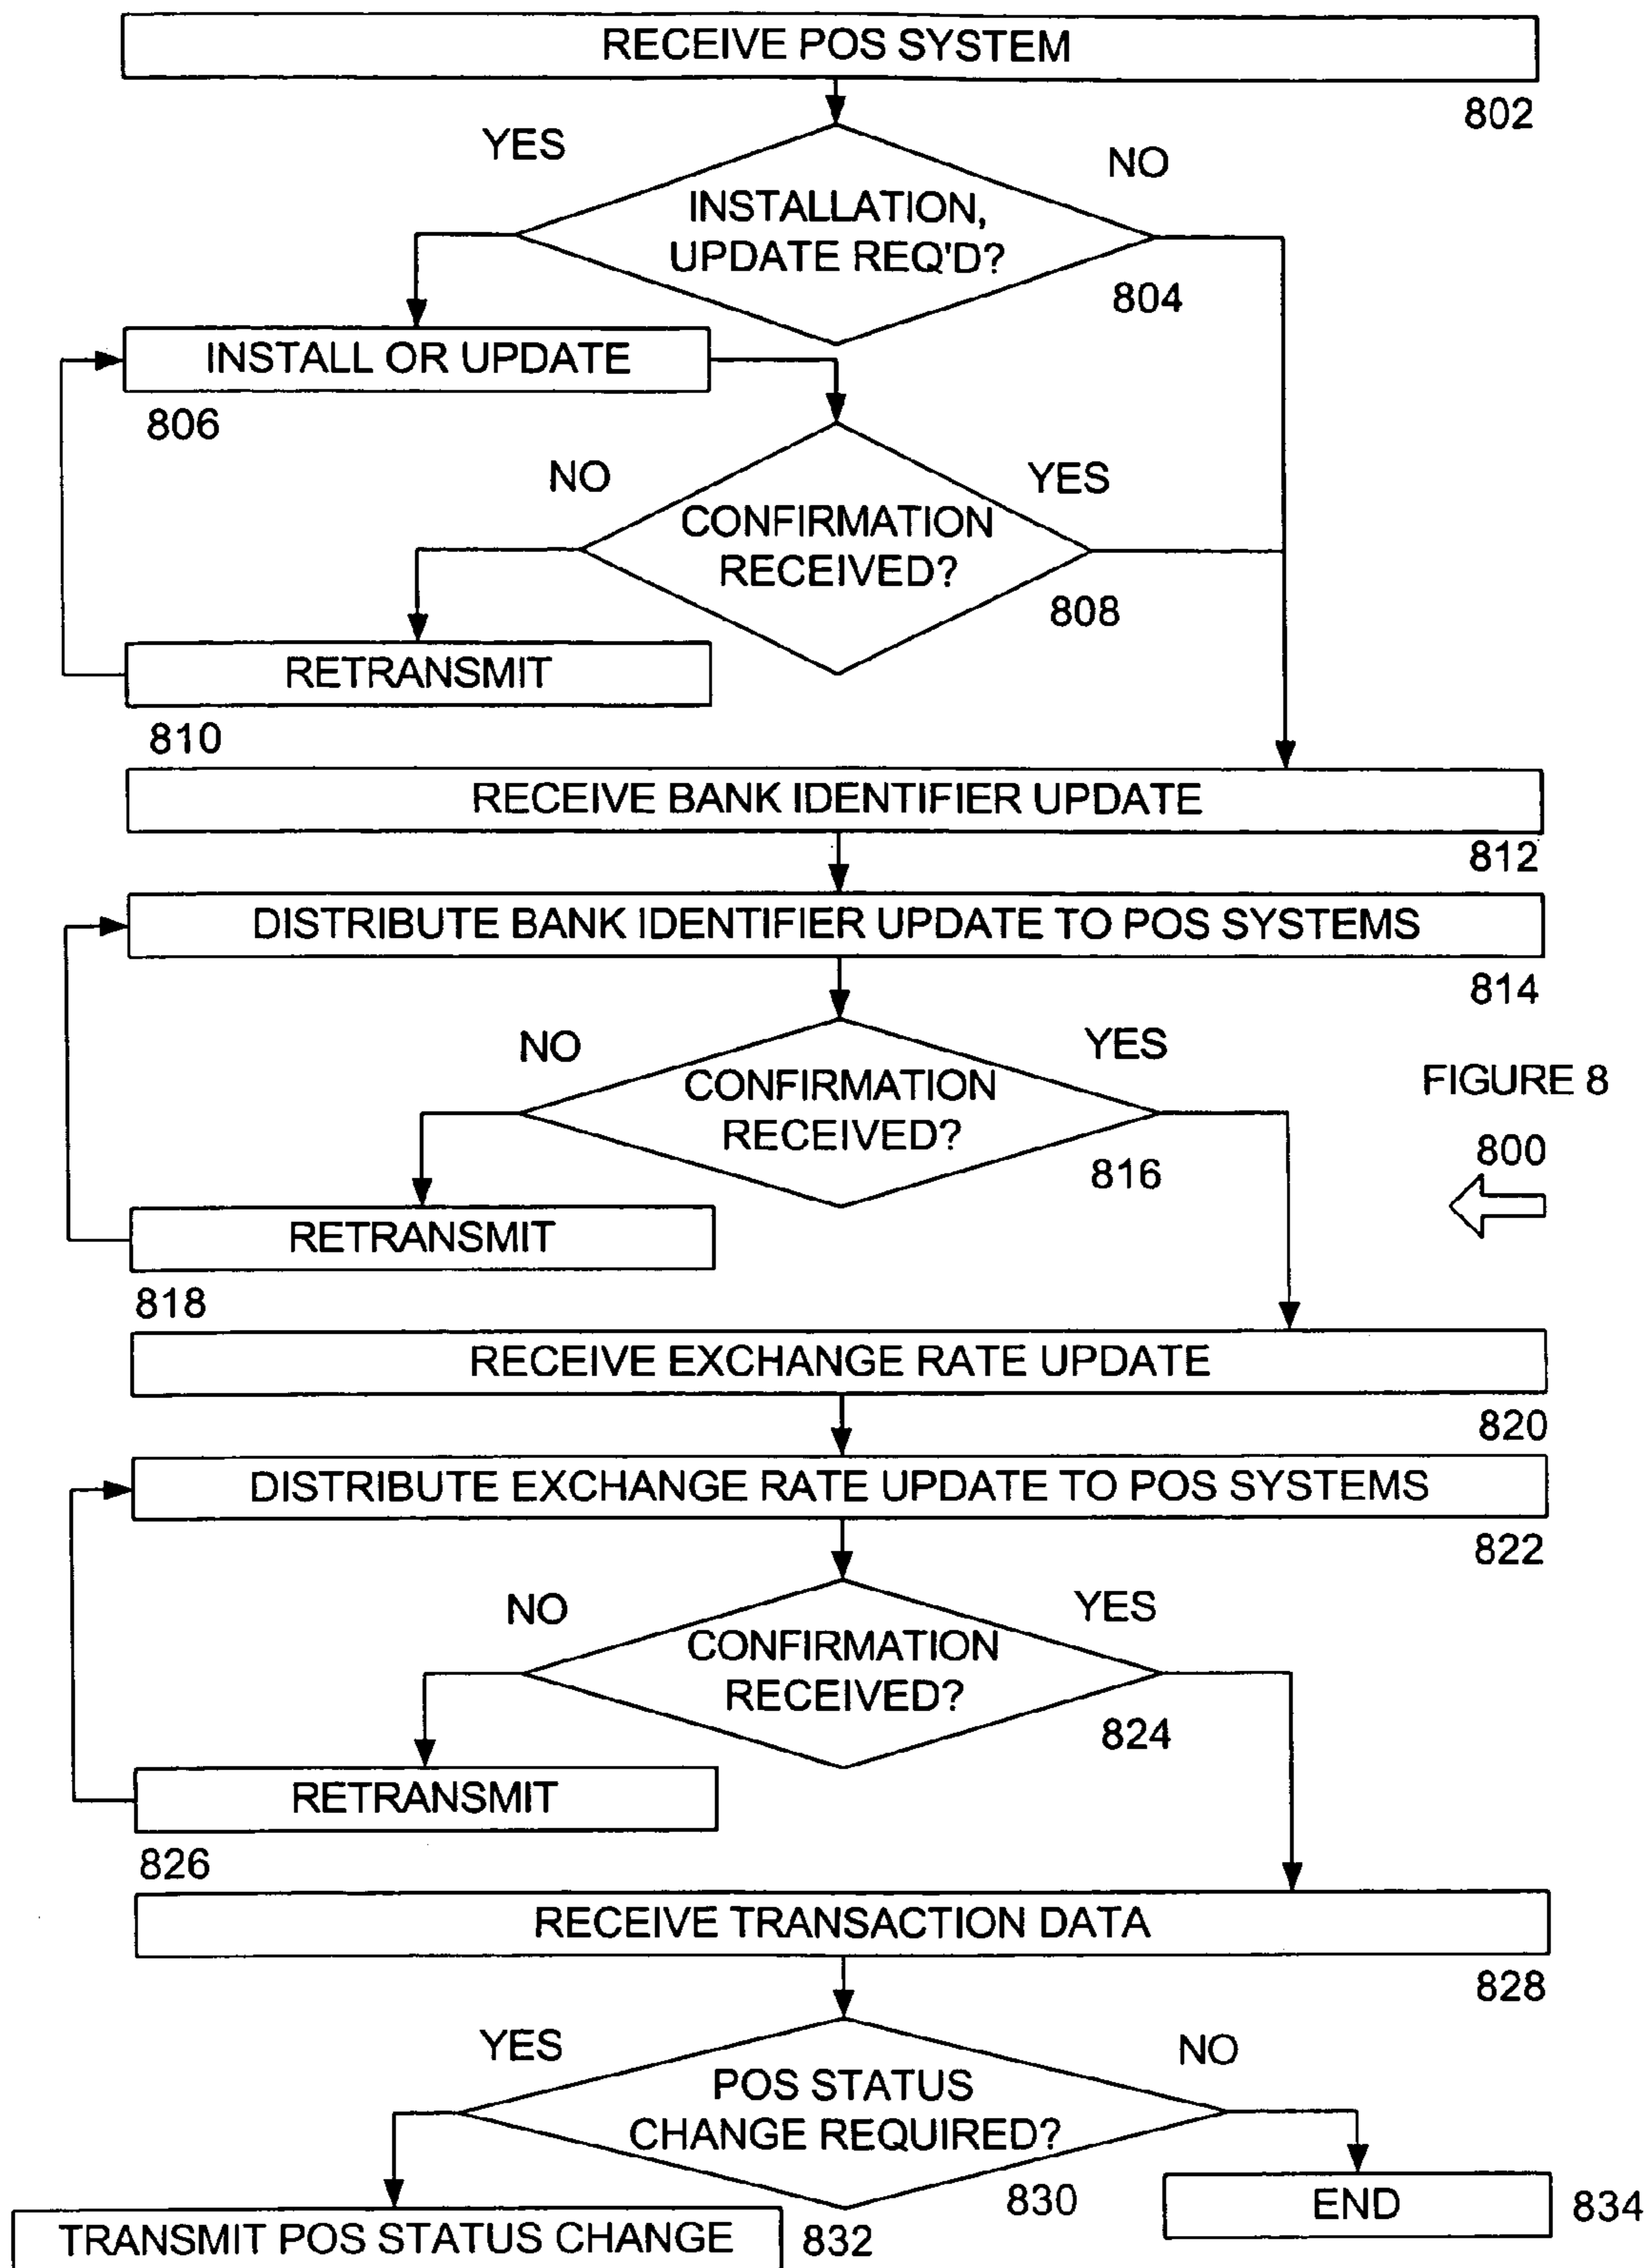 RECEIVE POS SYSTEM
802
YES
NO
INSTALLATION,
UPDATE REQ'D?
804
INSTALL OR UPDATE
806
NO
YES
CONFIRMATION
RECEIVED?
808
RETRANSMIT
810
RECEIVE BANK IDENTIFIER UPDATE
812
DISTRIBUTE BANK IDENTIFIER UPDATE TO POS SYSTEMS
814
NO
YES
CONFIRMATION
RECEIVED?
816
FIGURE 8
800
RETRANSMIT
818
RECEIVE EXCHANGE RATE UPDATE
820
DISTRIBUTE EXCHANGE RATE UPDATE TO POS SYSTEMS
822
NO
YES
CONFIRMATION
RECEIVED?
824
RETRANSMIT
826
RECEIVE TRANSACTION DATA
828
YES
NO
POS STATUS
CHANGE REQUIRED?
830
END
834
TRANSMIT POS STATUS CHANGE
832